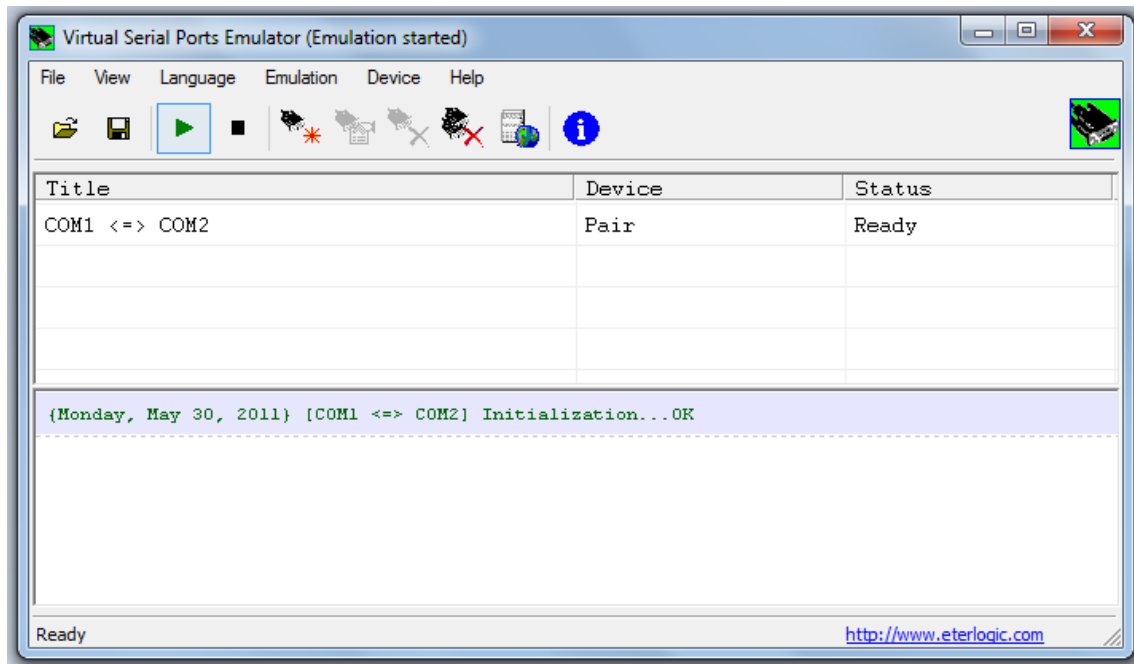 Virtual Serial Ports Emulator (Emulation started)
File View Language Emulation Device Help
Title Device Status
COM1 <=> COM2 Pair Ready
{Monday, May 30, 2011} [COM1 <=> COM2] Initialization...OK
Ready http://www.eterlogic.com